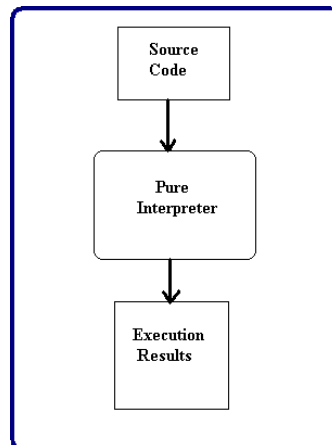 Source
Code
Pure
Interpreter
Execution
Results